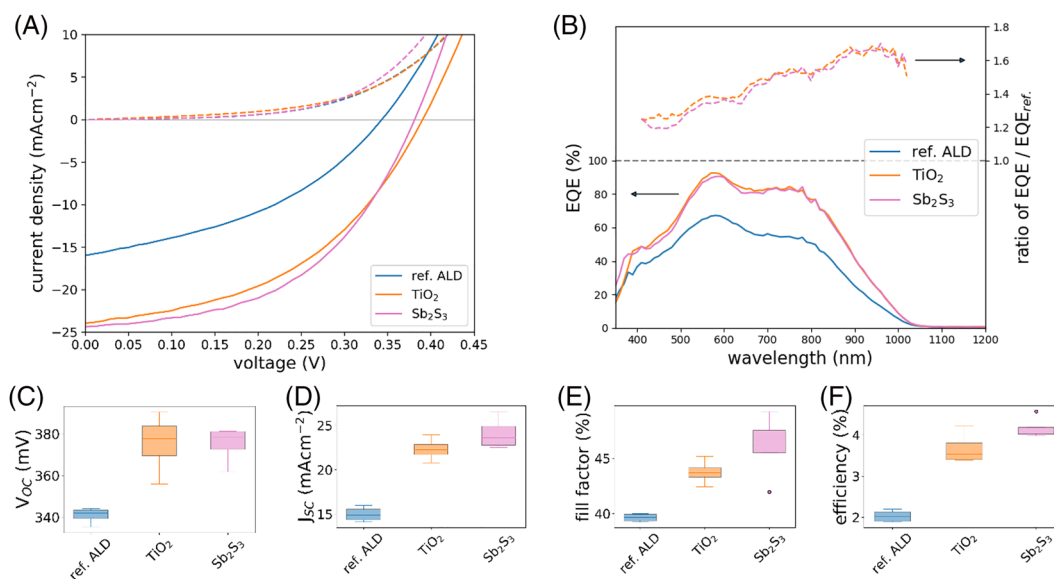 (A)
current density (mAcm⁻²)
10
5
0
−5
−10
−15
−20
−25
0.00 0.05 0.10 0.15 0.20 0.25 0.30 0.35 0.40 0.45
voltage (V)
ref. ALD
TiO₂
Sb₂S₃
(B)
EQE (%)
100
80
60
40
20
0
400 500 600 700 800 900 1000 1100 1200
wavelength (nm)
1.8
1.6
1.4
1.2
1.0
ratio of EQE / EQE_ref.
ref. ALD
TiO₂
Sb₂S₃
(C)
V_OC (mV)
380
360
340
ref. ALD TiO₂ Sb₂S₃
(D)
J_SC (mAcm⁻²)
25
20
15
ref. ALD TiO₂ Sb₂S₃
(E)
fill factor (%)
45
40
ref. ALD TiO₂ Sb₂S₃
(F)
efficiency (%)
4
2
ref. ALD TiO₂ Sb₂S₃